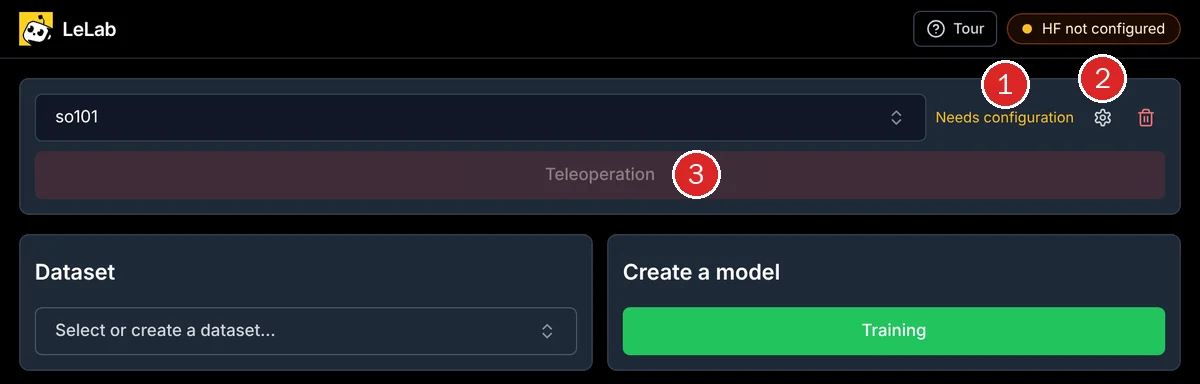 LeLab
Tour
HF not configured
1
2
so101
Needs configuration
Teleoperation
3
Dataset
Create a model
Select or create a dataset...
Training